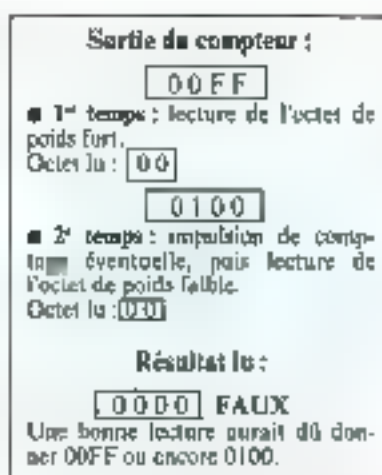 Sortie du compteur :
00FF
■ 1er temps : lecture de l'octet de
poids fort.
Octet lu : 00
0100
■ 2e temps : impulsion de comp-
tage éventuelle, puis lecture de
l'octet de poids faible.
Octet lu : 00
Résultat lu :
0000 FAUX
Une bonne lecture aurait dû don-
ner 00FF ou encore 0100.